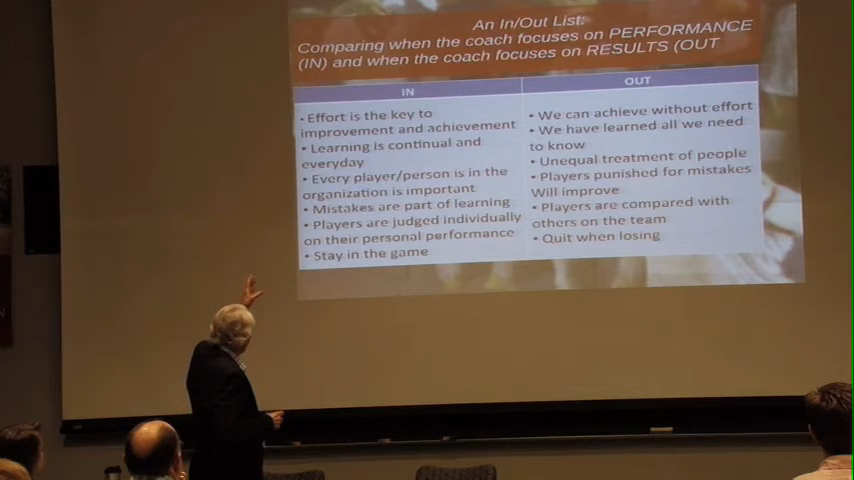 An In/Out List:
Comparing when the coach focuses on PERFORMANCE
(IN) and when the coach focuses on RESULTS (OUT
IN
• Effort is the key to
improvement and achievement
• Learning is continual and
everyday
• Every player/person is in the
organization is important
• Mistakes are part of learning
• Players are judged individually
on their personal performance
• Stay in the game
OUT
• We can achieve without effort
• We have learned all we need
to know
• Unequal treatment of people
• Players punished for mistakes
Will improve
• Players are compared with
others on the team
• Quit when losing